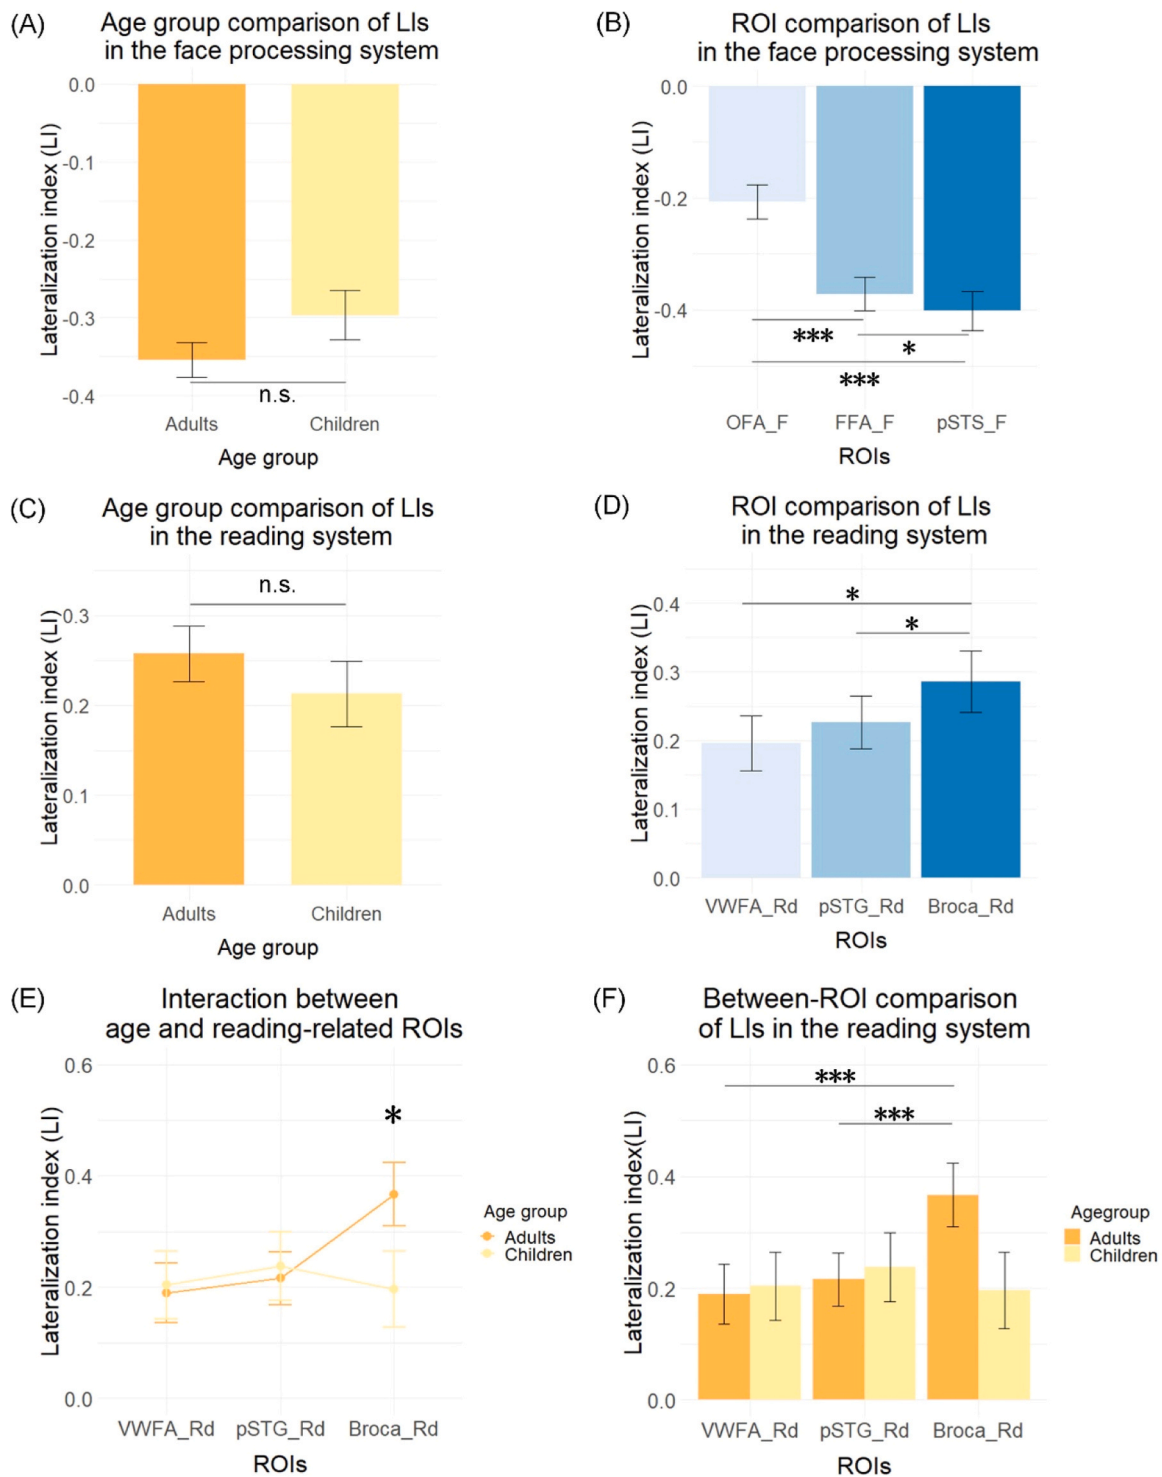 (A)
Age group comparison of LIs
in the face processing system
Lateralization index (LI)
0.0
-0.1
-0.2
-0.3
-0.4
n.s.
Adults
Children
Age group
(B)
ROI comparison of LIs
in the face processing system
Lateralization index (LI)
0.0
-0.2
-0.4
***
*
***
OFA_F
FFA_F
pSTS_F
ROIs
(C)
Age group comparison of LIs
in the reading system
Lateralization index (LI)
n.s.
0.3
0.2
0.1
0.0
Adults
Children
Age group
(D)
ROI comparison of LIs
in the reading system
Lateralization index (LI)
*
*
0.4
0.3
0.2
0.1
0.0
VWFA_Rd
pSTG_Rd
Broca_Rd
ROIs
(E)
Interaction between
age and reading-related ROIs
Lateralization index (LI)
0.6
0.4
0.2
0.0
*
Age group
Adults
Children
VWFA_Rd
pSTG_Rd
Broca_Rd
ROIs
(F)
Between-ROI comparison
of LIs in the reading system
Lateralization index(LI)
0.6
0.4
0.2
0.0
***
***
Agegroup
Adults
Children
VWFA_Rd
pSTG_Rd
Broca_Rd
ROIs